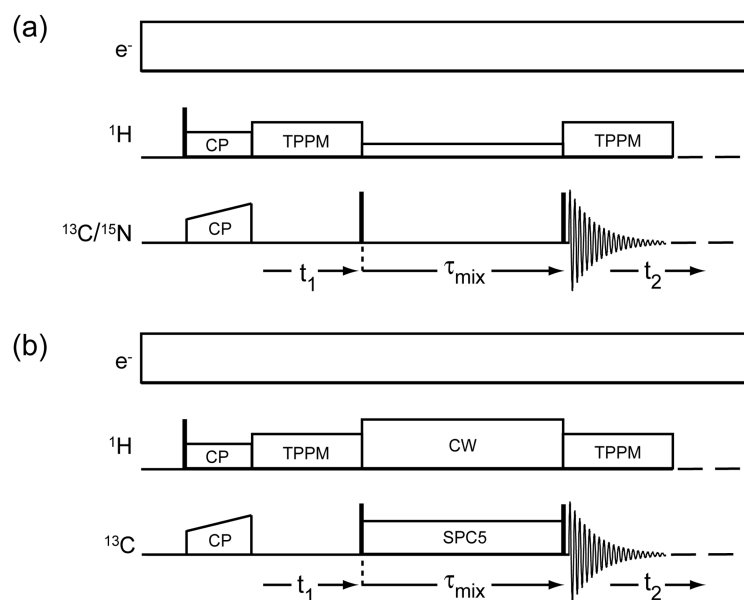 (a)
e⁻
¹H CP TPPM TPPM
¹³C/¹⁵N CP
t₁ τmix t₂
(b)
e⁻
¹H CP TPPM CW TPPM
¹³C CP SPC5
t₁ τmix t₂